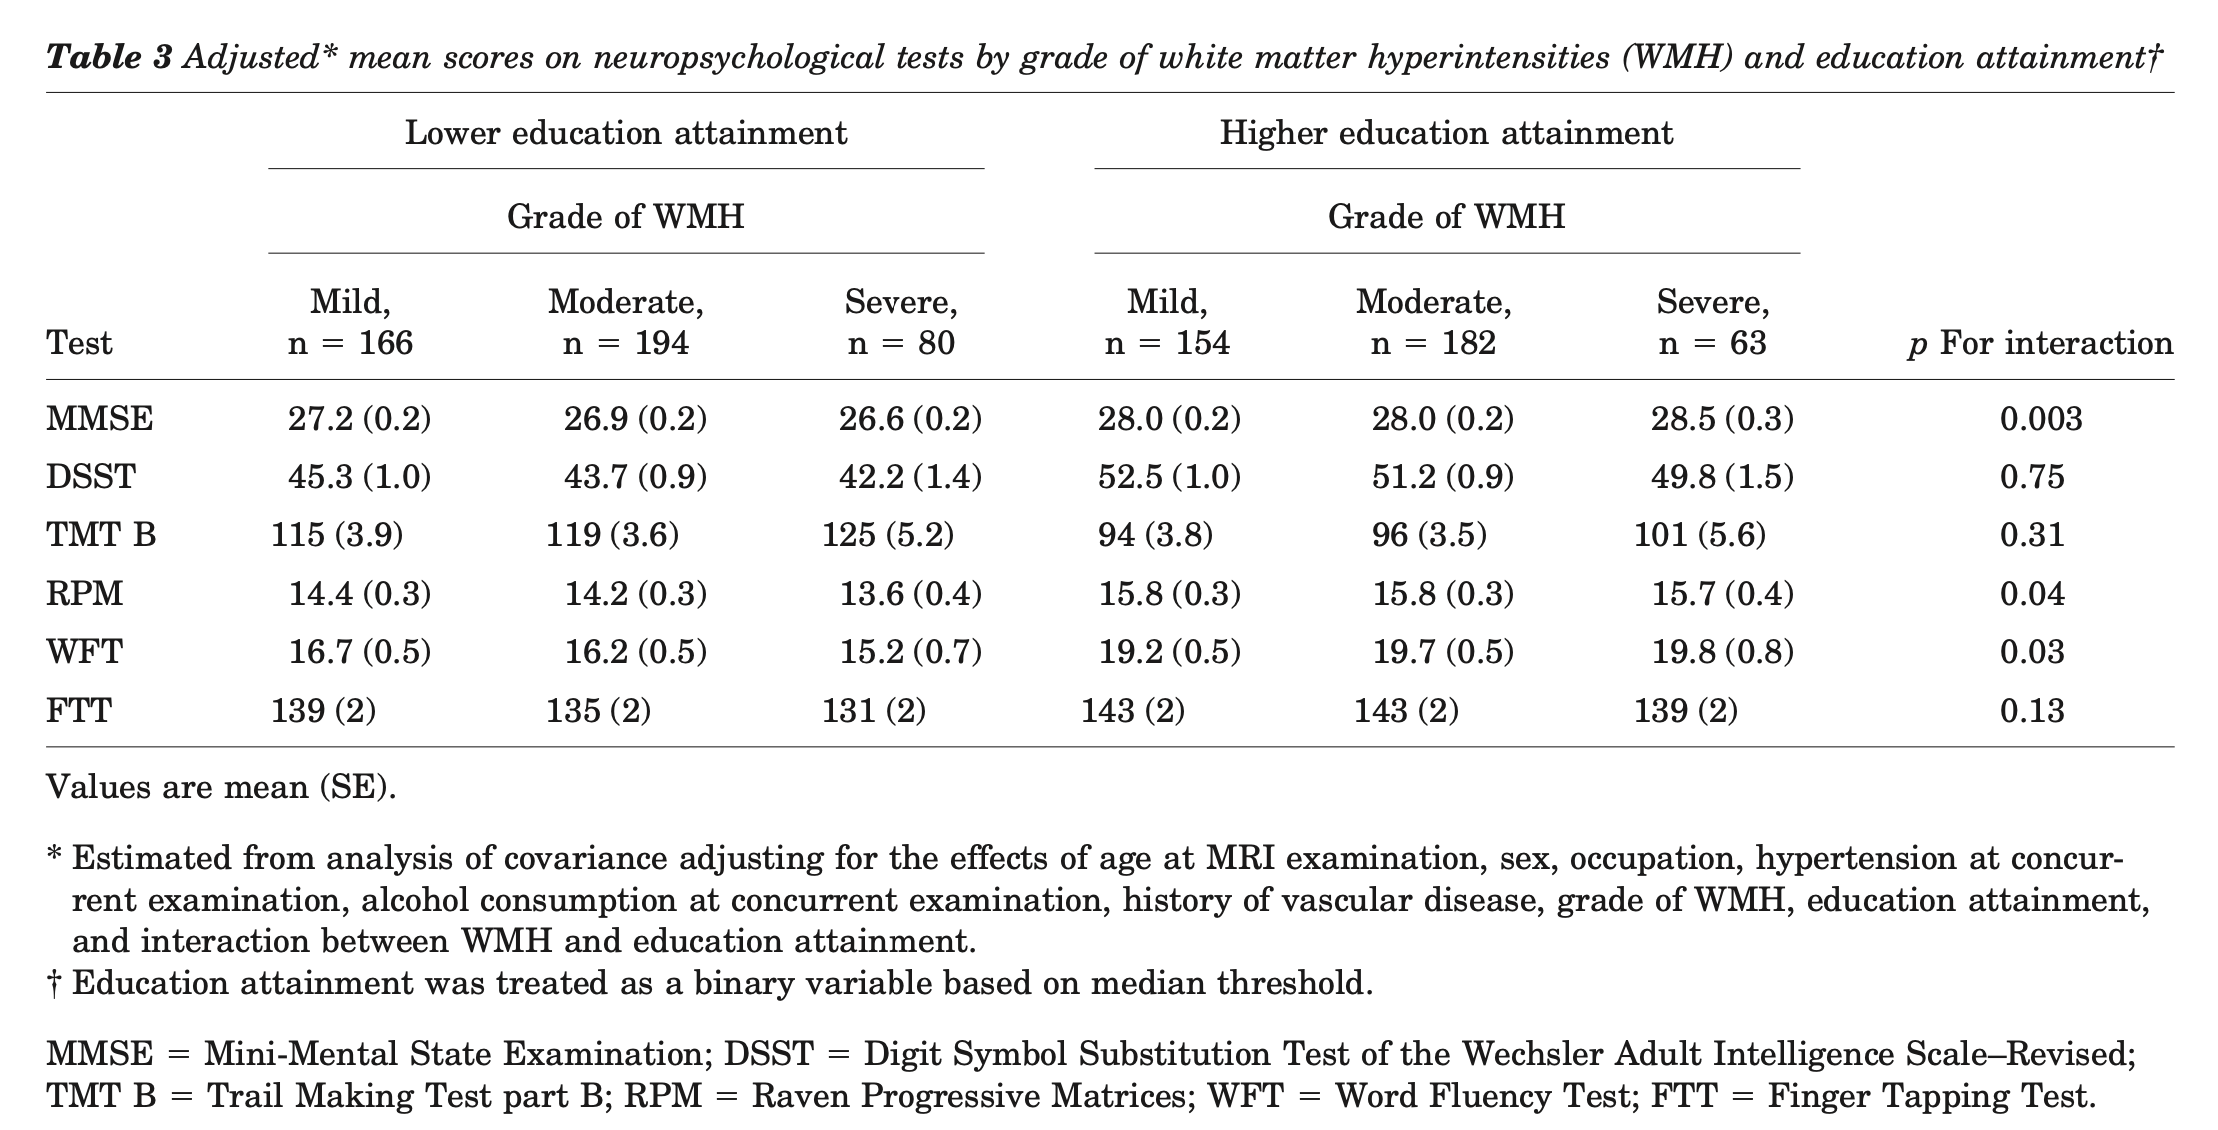 Table 3 Adjusted* mean scores on neuropsychological tests by grade of white matter hyperintensities (WMH) and education attainment†
Lower education attainment Higher education attainment
Grade of WMH Grade of WMH
Mild, Moderate, Severe, Mild, Moderate, Severe,
Test n = 166 n = 194 n = 80 n = 154 n = 182 n = 63 p For interaction
MMSE 27.2 (0.2) 26.9 (0.2) 26.6 (0.2) 28.0 (0.2) 28.0 (0.2) 28.5 (0.3) 0.003
DSST 45.3 (1.0) 43.7 (0.9) 42.2 (1.4) 52.5 (1.0) 51.2 (0.9) 49.8 (1.5) 0.75
TMT B 115 (3.9) 119 (3.6) 125 (5.2) 94 (3.8) 96 (3.5) 101 (5.6) 0.31
RPM 14.4 (0.3) 14.2 (0.3) 13.6 (0.4) 15.8 (0.3) 15.8 (0.3) 15.7 (0.4) 0.04
WFT 16.7 (0.5) 16.2 (0.5) 15.2 (0.7) 19.2 (0.5) 19.7 (0.5) 19.8 (0.8) 0.03
FTT 139 (2) 135 (2) 131 (2) 143 (2) 143 (2) 139 (2) 0.13
Values are mean (SE).
* Estimated from analysis of covariance adjusting for the effects of age at MRI examination, sex, occupation, hypertension at concur-
rent examination, alcohol consumption at concurrent examination, history of vascular disease, grade of WMH, education attainment,
and interaction between WMH and education attainment.
† Education attainment was treated as a binary variable based on median threshold.
MMSE = Mini-Mental State Examination; DSST = Digit Symbol Substitution Test of the Wechsler Adult Intelligence Scale–Revised;
TMT B = Trail Making Test part B; RPM = Raven Progressive Matrices; WFT = Word Fluency Test; FTT = Finger Tapping Test.